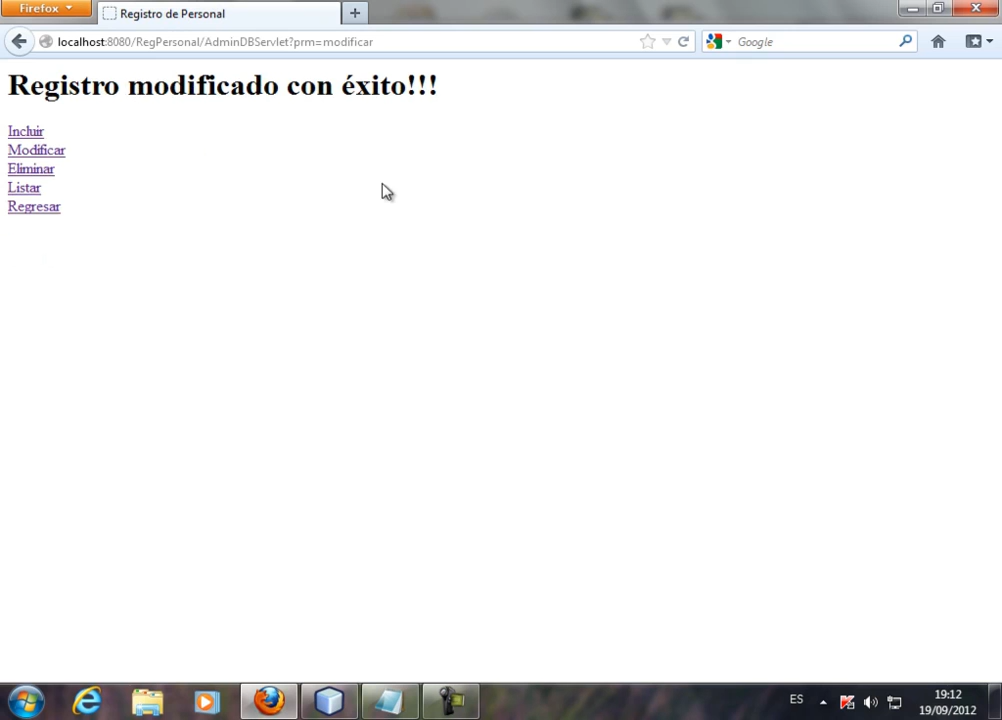 Firefox
Registro de Personal
localhost:8080/RegPersonal/AdminDBServlet?prm=modificar
Google
Registro modificado con éxito!!!
Incluir
Modificar
Eliminar
Listar
Regresar
ES
19:12
19/09/2012